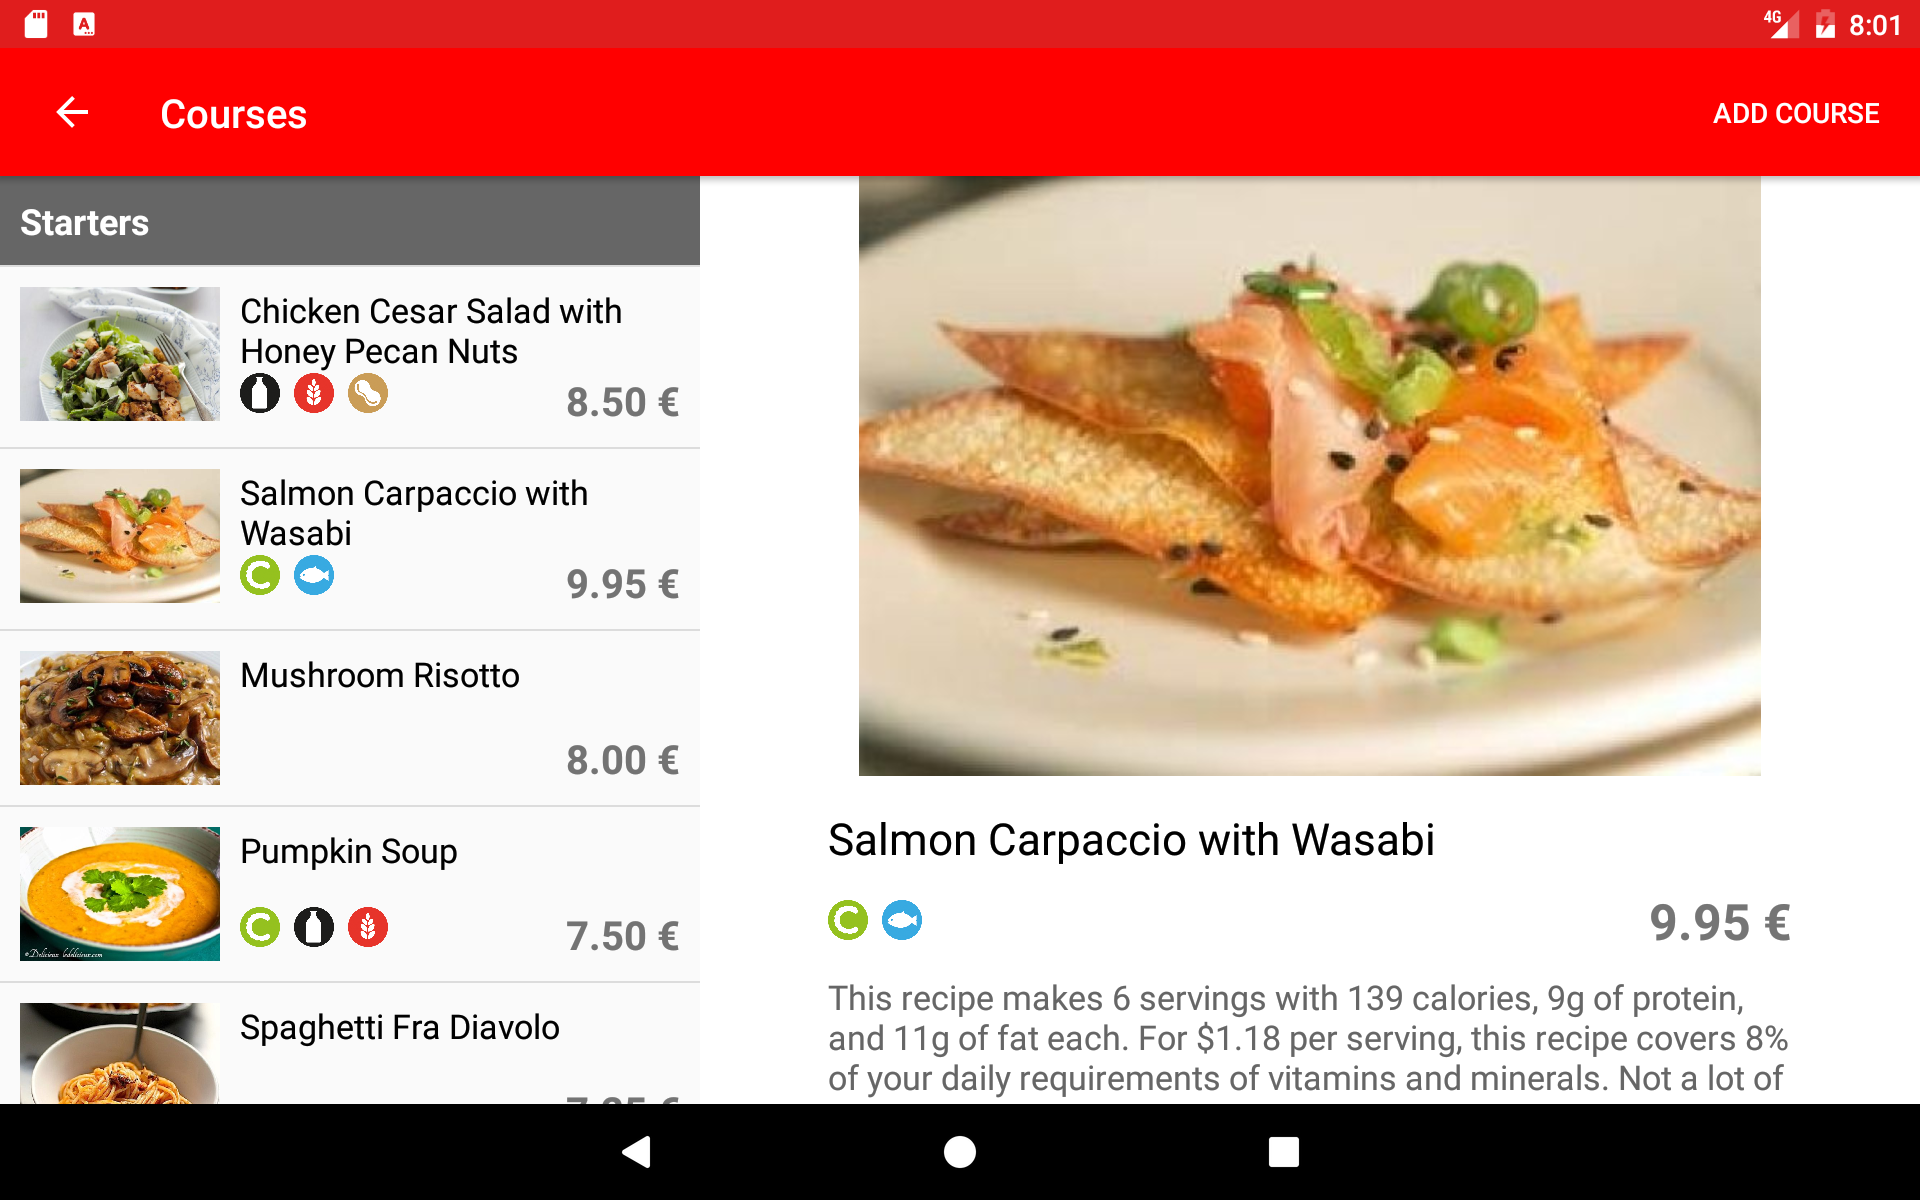 4G 8:01
Courses
ADD COURSE
Starters
Chicken Cesar Salad with
Honey Pecan Nuts
8.50 €
Salmon Carpaccio with
Wasabi
9.95 €
Mushroom Risotto
8.00 €
Pumpkin Soup
7.50 €
Spaghetti Fra Diavolo
Salmon Carpaccio with Wasabi
9.95 €
This recipe makes 6 servings with 139 calories, 9g of protein,
and 11g of fat each. For $1.18 per serving, this recipe covers 8%
of your daily requirements of vitamins and minerals. Not a lot of